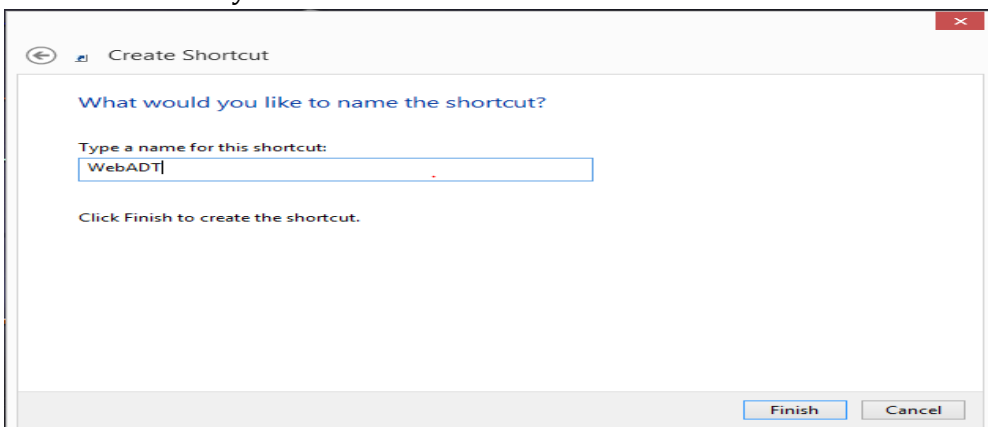 Create Shortcut
What would you like to name the shortcut?
Type a name for this shortcut:
WebADT
Click Finish to create the shortcut.
Finish Cancel